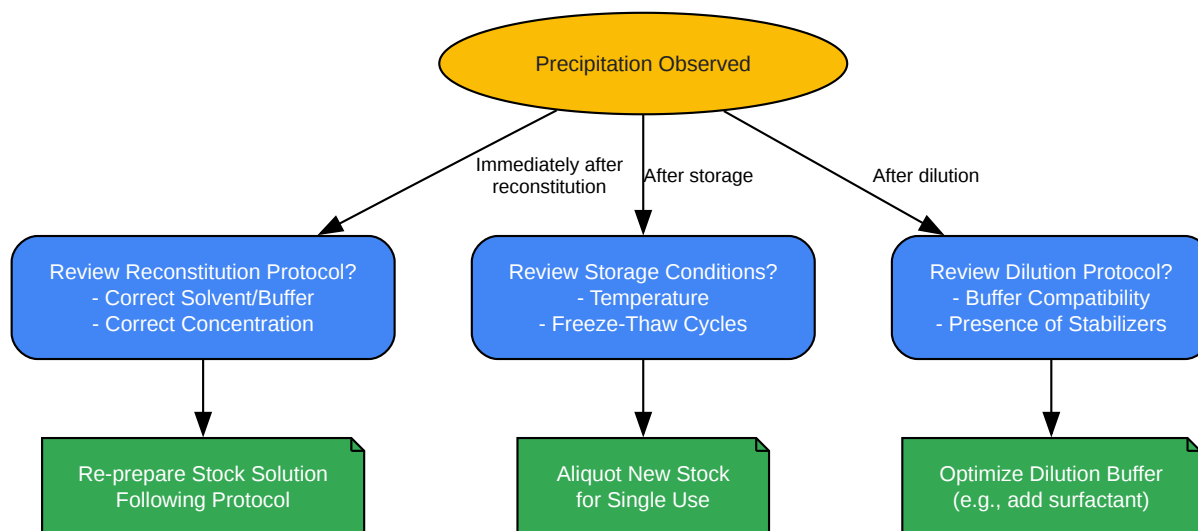 Precipitation Observed
Immediately after
reconstitution
After storage
After dilution
Review Reconstitution Protocol?
- Correct Solvent/Buffer
- Correct Concentration
Review Storage Conditions?
- Temperature
- Freeze-Thaw Cycles
Review Dilution Protocol?
- Buffer Compatibility
- Presence of Stabilizers
Re-prepare Stock Solution
Following Protocol
Aliquot New Stock
for Single Use
Optimize Dilution Buffer
(e.g., add surfactant)